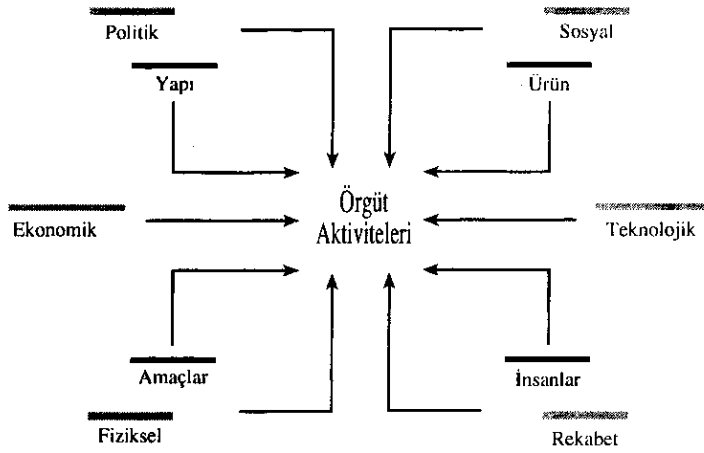 Politik
Sosyal
Yapı
Ürün
Örgüt
Aktiviteleri
Ekonomik
Teknolojik
Amaçlar
İnsanlar
Fiziksel
Rekabet